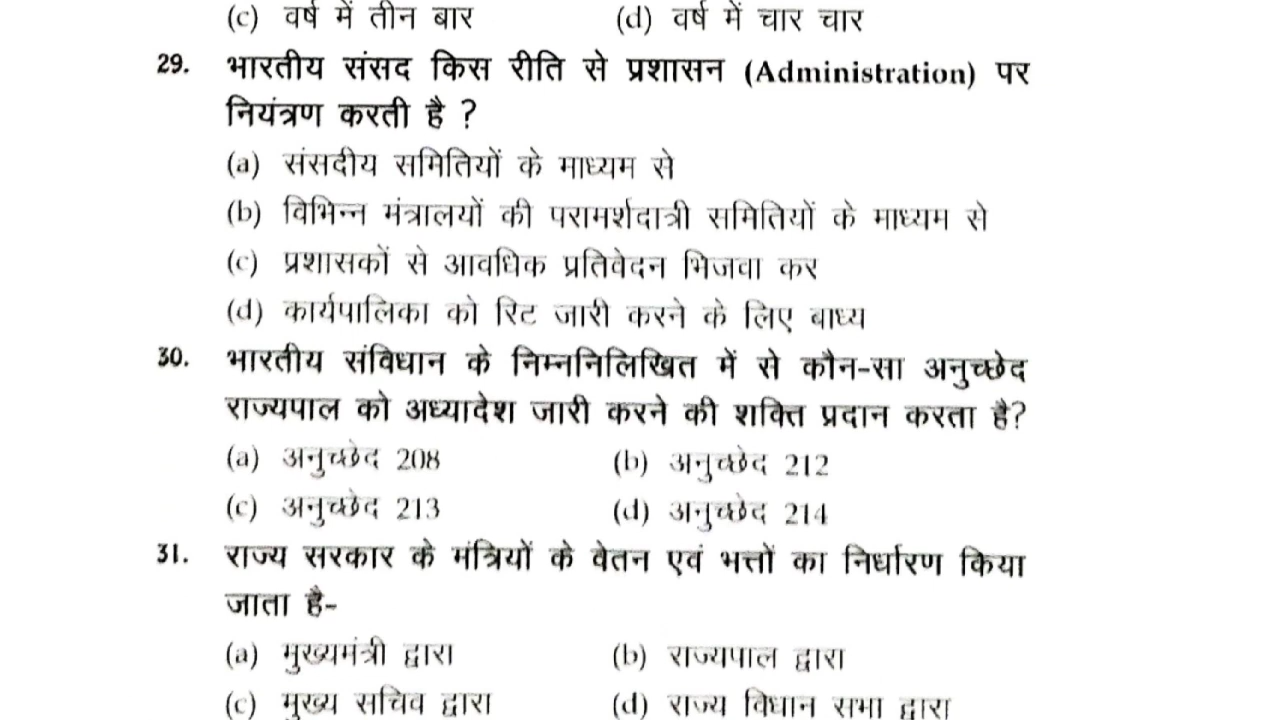 (c) वर्ष में तीन बार (d) वर्ष में चार चार
29. भारतीय संसद किस रीति से प्रशासन (Administration) पर
नियंत्रण करती है ?
(a) संसदीय समितियों के माध्यम से
(b) विभिन्न मंत्रालयों की परामर्शदात्री समितियों के माध्यम से
(c) प्रशासकों से आवधिक प्रतिवेदन भिजवा कर
(d) कार्यपालिका को रिट जारी करने के लिए बाध्य
30. भारतीय संविधान के निम्ननिलिखित में से कौन-सा अनुच्छेद
राज्यपाल को अध्यादेश जारी करने की शक्ति प्रदान करता है?
(a) अनुच्छेद 208 (b) अनुच्छेद 212
(c) अनुच्छेद 213 (d) अनुच्छेद 214
31. राज्य सरकार के मंत्रियों के वेतन एवं भत्तों का निर्धारण किया
जाता है-
(a) मुख्यमंत्री द्वारा (b) राज्यपाल द्वारा
(c) मुख्य सचिव द्वारा (d) राज्य विधान सभा द्वारा